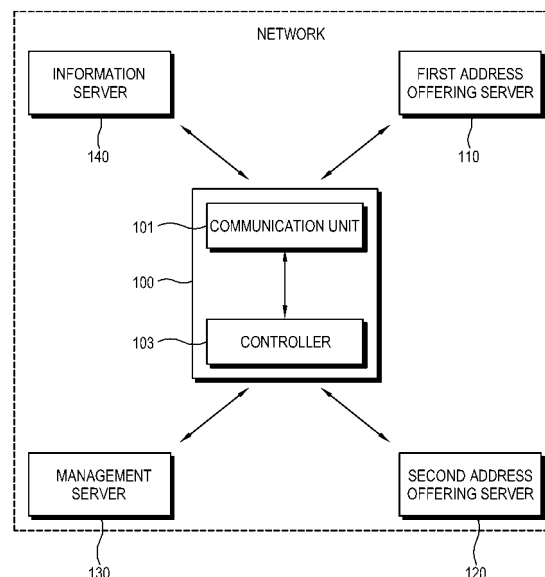 NETWORK
INFORMATION
SERVER
140
FIRST ADDRESS
OFFERING SERVER
110
101
COMMUNICATION UNIT
100
103
CONTROLLER
MANAGEMENT
SERVER
130
SECOND ADDRESS
OFFERING SERVER
120